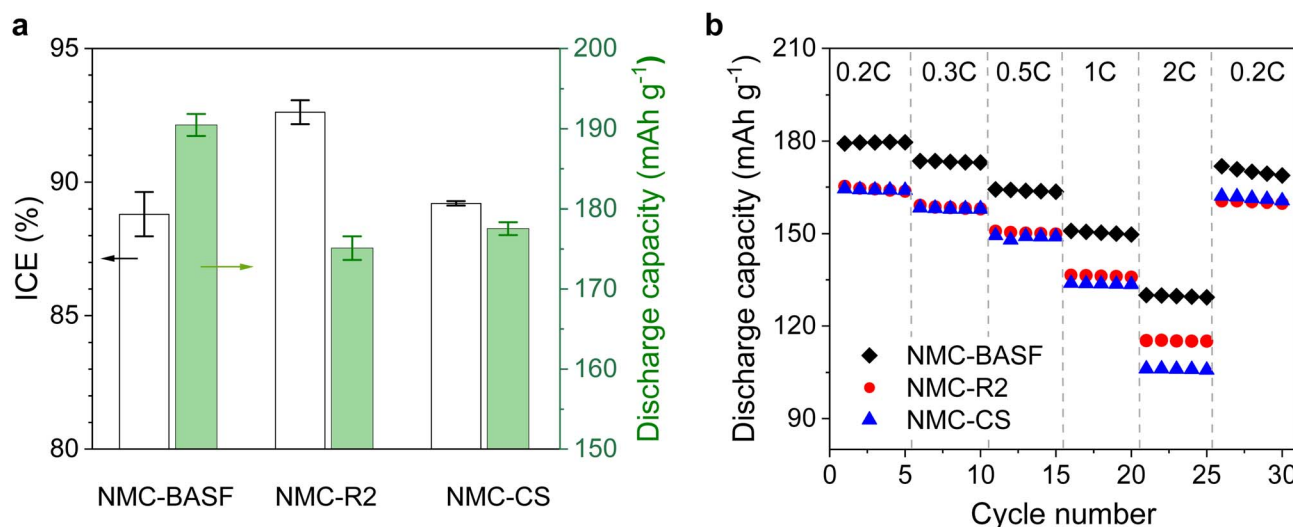 a
95
90
85
80
ICE (%)
200
190
180
170
160
150
Discharge capacity (mAh g⁻¹)
NMC-BASF
NMC-R2
NMC-CS
b
210
180
150
120
90
Discharge capacity (mAh g⁻¹)
0.2C 0.3C 0.5C 1C 2C 0.2C
NMC-BASF
NMC-R2
NMC-CS
0 5 10 15 20 25 30
Cycle number